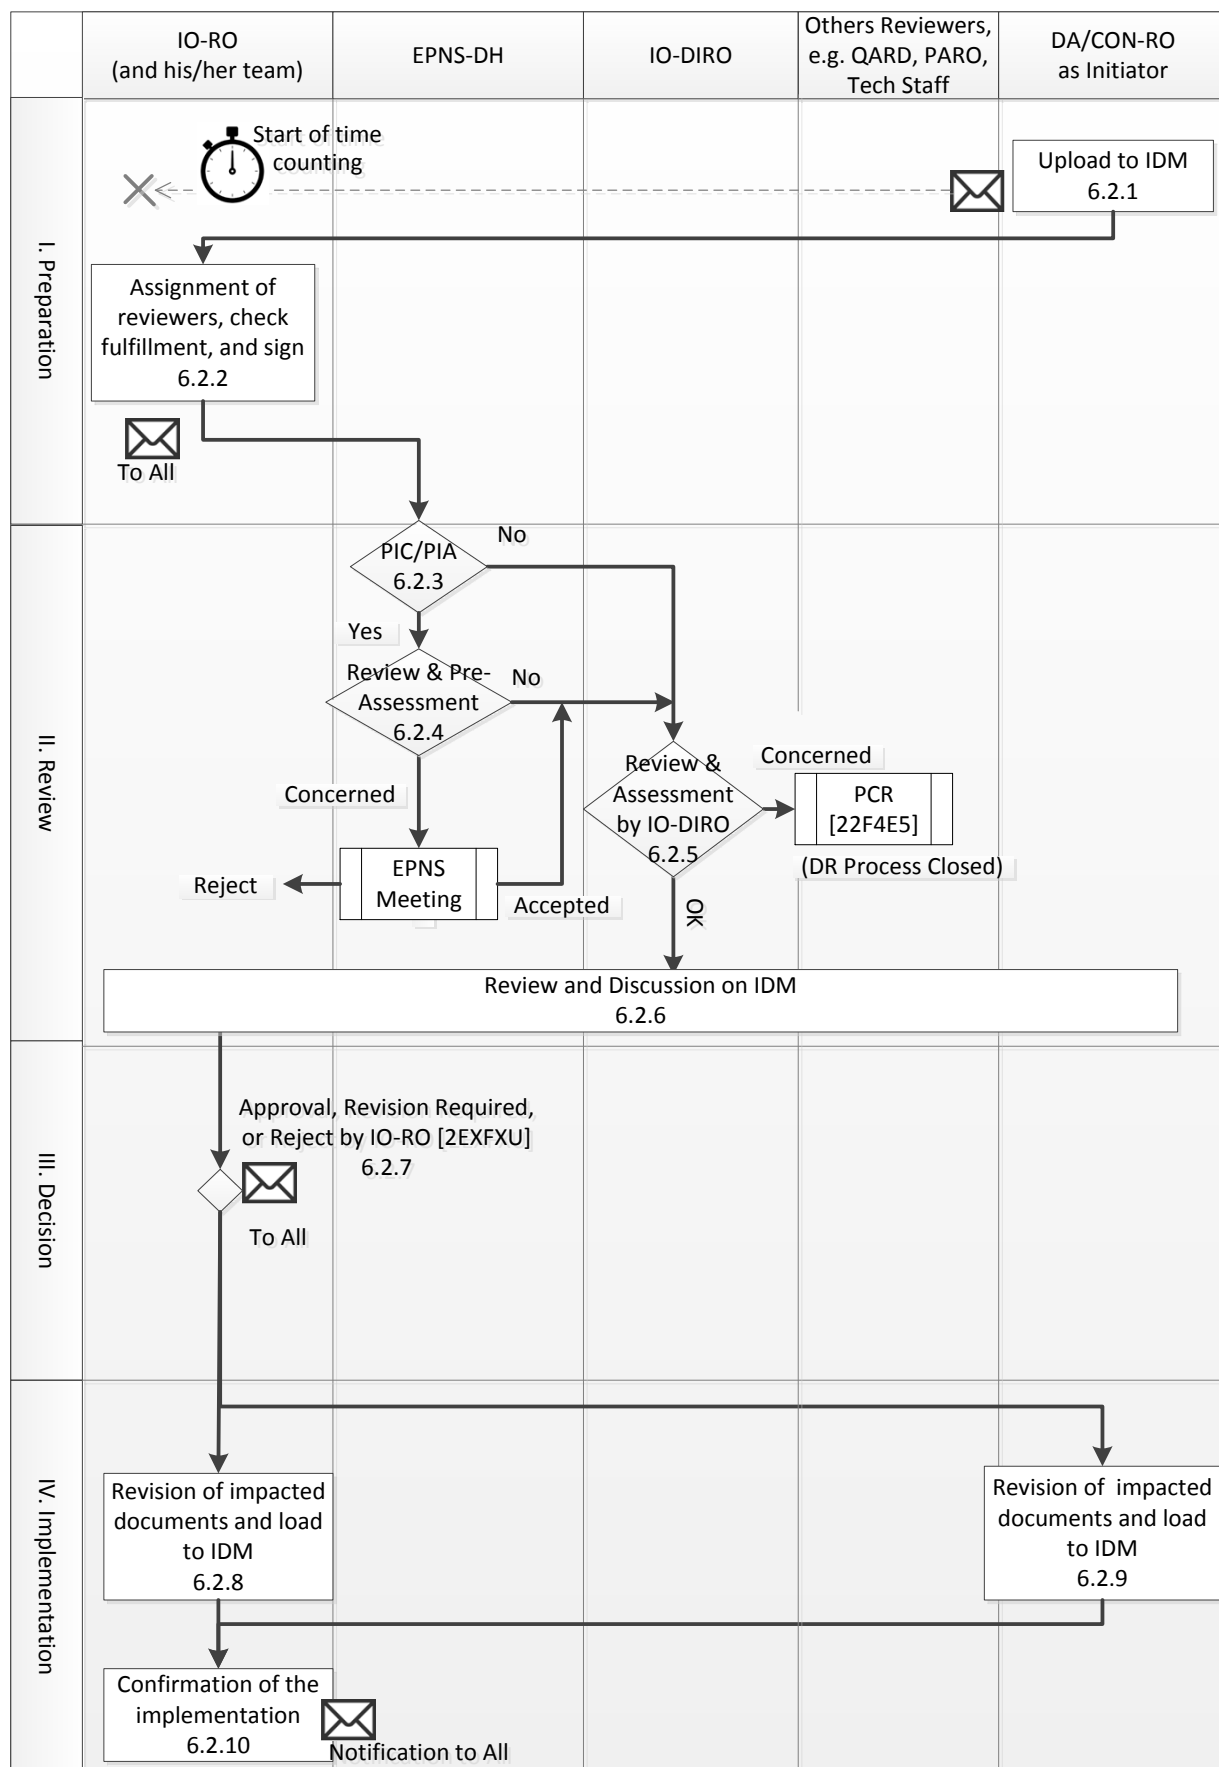 IO-RO
(and his/her team)
EPNS-DH
IO-DIRO
Others Reviewers,
e.g. QARD, PARO,
Tech Staff
DA/CON-RO
as Initiator
I. Preparation
Start of time
counting
Upload to IDM
6.2.1
Assignment of
reviewers, check
fulfillment, and sign
6.2.2
To All
II. Review
PIC/PIA
6.2.3
No
Yes
Review & Pre-
Assessment
6.2.4
No
Concerned
Review &
Assessment
by IO-DIRO
6.2.5
Concerned
PCR
[22F4E5]
(DR Process Closed)
Reject
EPNS
Meeting
Accepted
OK
Review and Discussion on IDM
6.2.6
III. Decision
Approval, Revision Required,
or Reject by IO-RO [2EXFXU]
6.2.7
To All
IV. Implementation
Revision of impacted
documents and load
to IDM
6.2.8
Revision of  impacted
documents and load
to IDM
6.2.9
Confirmation of the
implementation
6.2.10
Notification to All